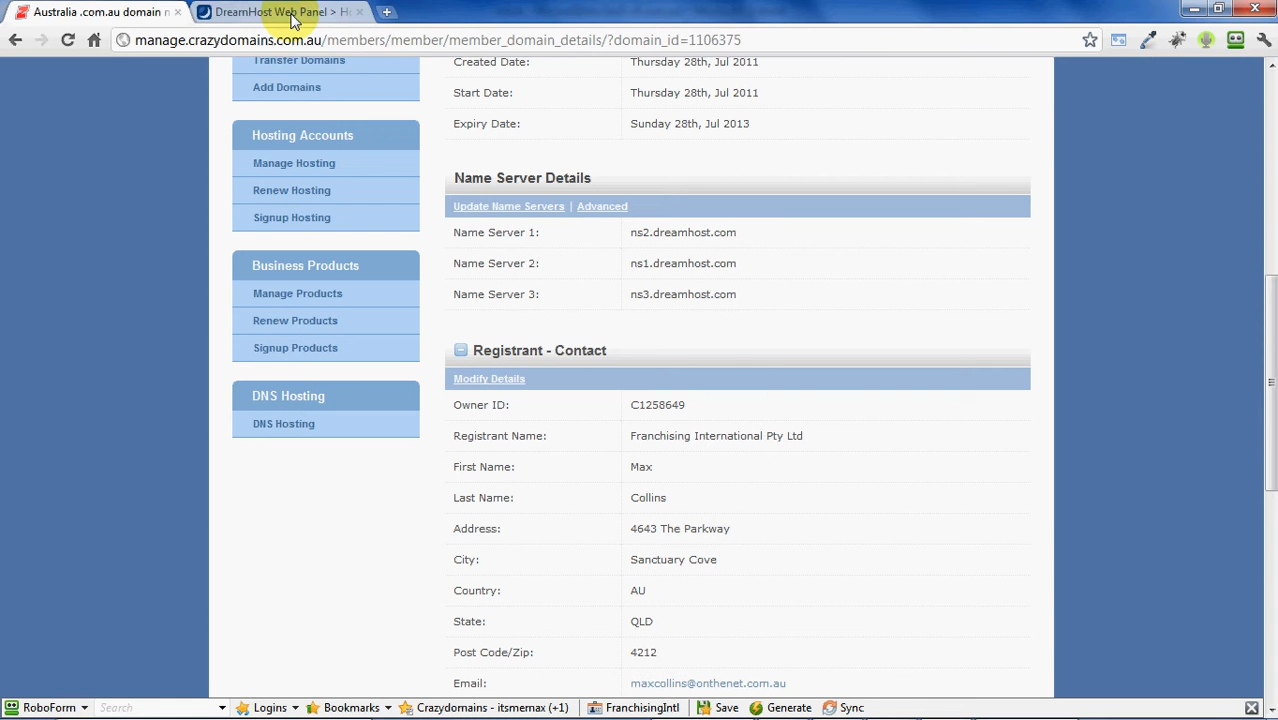 Australia .com.au domain n
DreamHost Web Panel > H
manage.crazydomains.com.au/members/member/member_domain_details/?domain_id=1106375
Transfer Domains
Add Domains
Hosting Accounts
Manage Hosting
Renew Hosting
Signup Hosting
Business Products
Manage Products
Renew Products
Signup Products
DNS Hosting
DNS Hosting
Created Date: Thursday 28th, Jul 2011
Start Date: Thursday 28th, Jul 2011
Expiry Date: Sunday 28th, Jul 2013
Name Server Details
Update Name Servers | Advanced
Name Server 1: ns2.dreamhost.com
Name Server 2: ns1.dreamhost.com
Name Server 3: ns3.dreamhost.com
Registrant - Contact
Modify Details
Owner ID: C1258649
Registrant Name: Franchising International Pty Ltd
First Name: Max
Last Name: Collins
Address: 4643 The Parkway
City: Sanctuary Cove
Country: AU
State: QLD
Post Code/Zip: 4212
Email: maxcollins@onthenet.com.au
RoboForm Search Logins Bookmarks Crazydomains - itsmemax (+1) FranchisingIntl Save Generate Sync